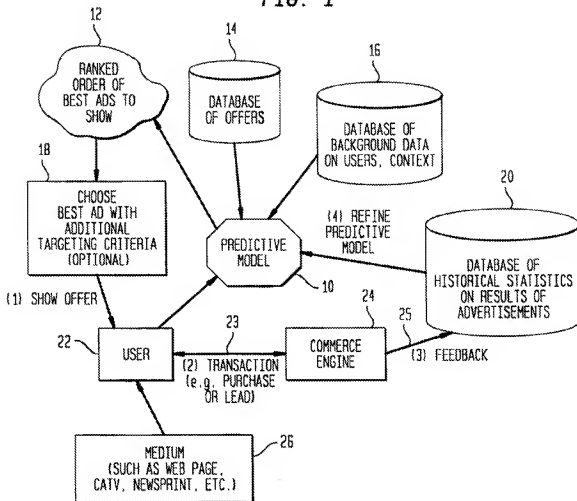 FIG. 1
12
RANKED
ORDER OF
BEST ADS TO
SHOW
14
DATABASE
OF OFFERS
16
DATABASE OF
BACKGROUND DATA
ON USERS, CONTEXT
18
CHOOSE
BEST AD WITH
ADDITIONAL
TARGETING CRITERIA
(OPTIONAL)
PREDICTIVE
MODEL
10
(4) REFINE
PREDICTIVE
MODEL
20
DATABASE OF
HISTORICAL STATISTICS
ON RESULTS OF
ADVERTISEMENTS
(1) SHOW OFFER
22
USER
23
(2) TRANSACTION
(e.g. PURCHASE
OR LEAD)
24
COMMERCE
ENGINE
25
(3) FEEDBACK
MEDIUM
(SUCH AS WEB PAGE,
CATV, NEWSPRINT, ETC.)
26